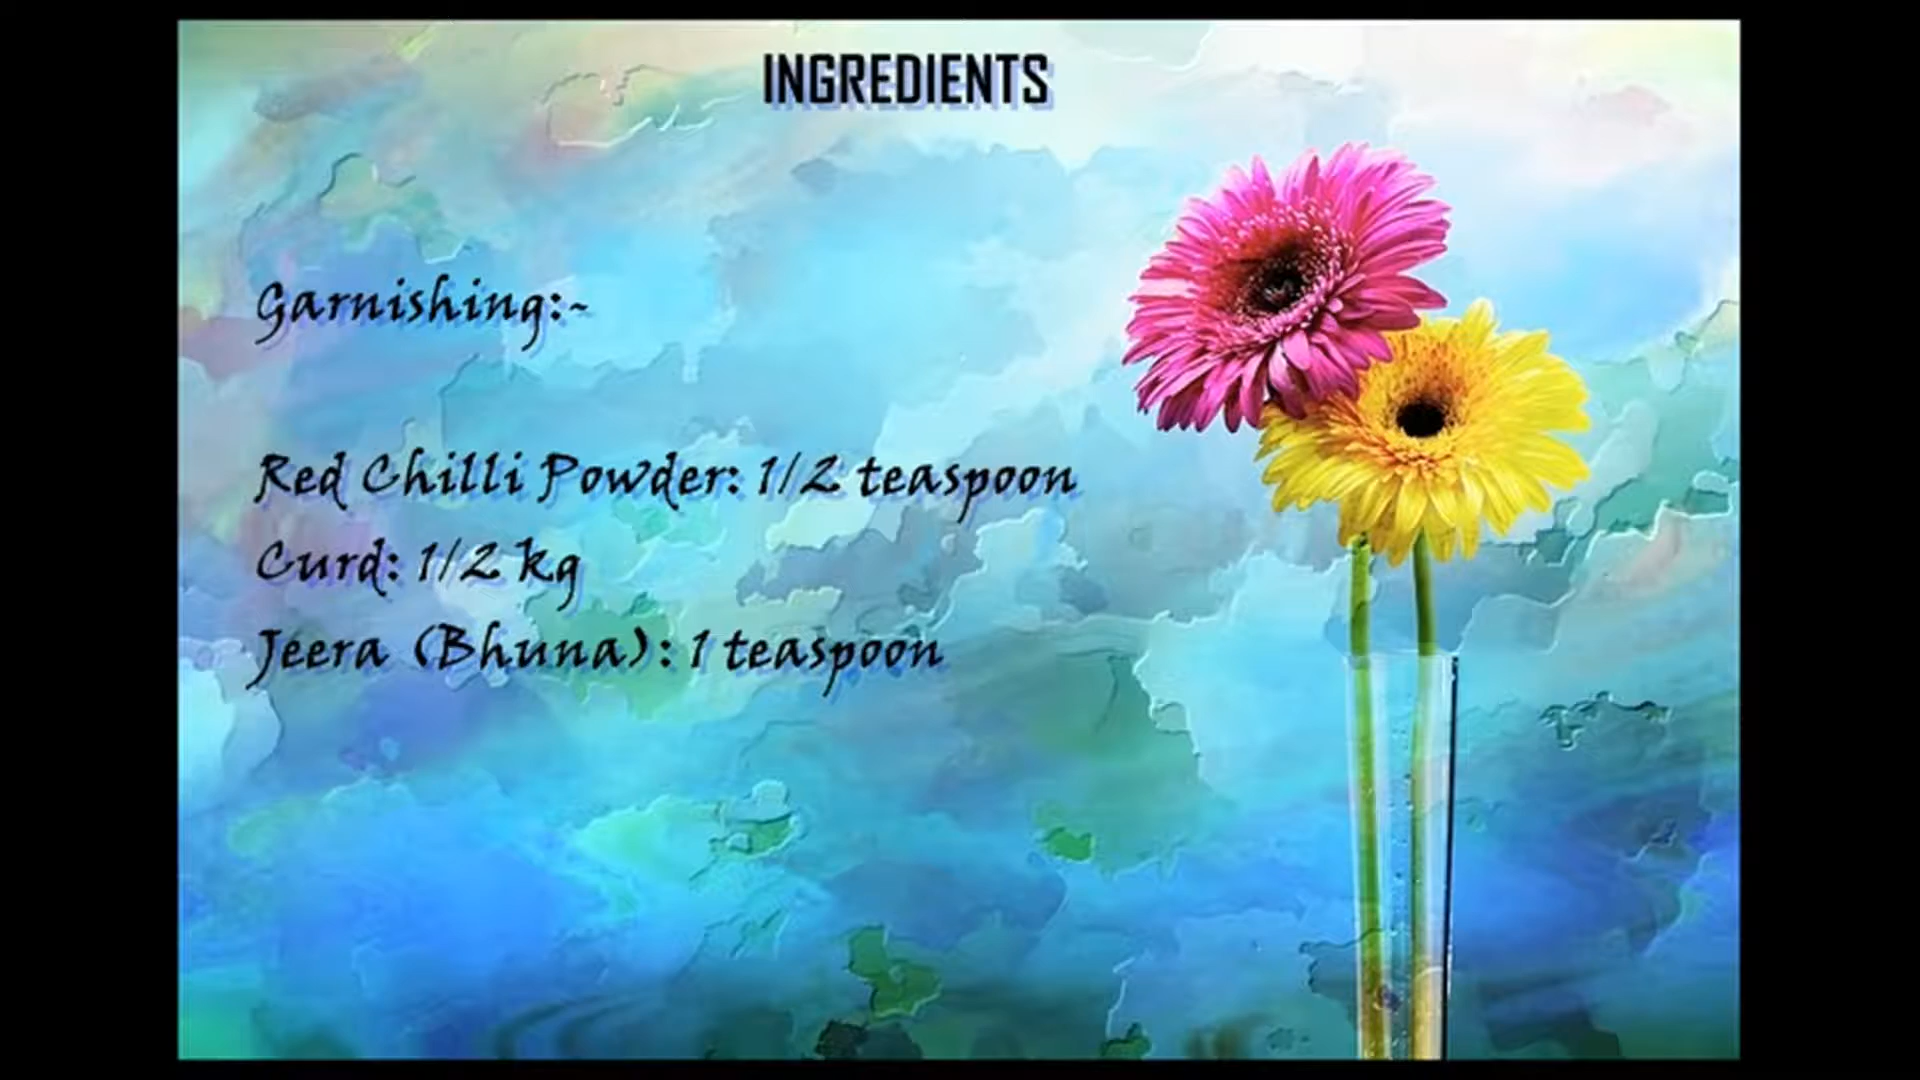 INGREDIENTS
Garnishing:~
Red Chilli Powder: 1/2 teaspoon
Curd: 1/2 kg
Jeera (Bhuna): 1 teaspoon